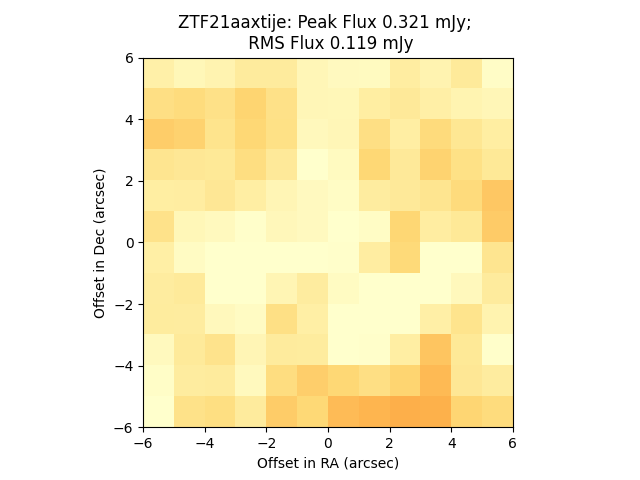 ZTF21aaxtije: Peak Flux 0.321 mJy;
RMS Flux 0.119 mJy
6
4
2
0
−2
−4
−6
Offset in Dec (arcsec)
−6 −4 −2 0 2 4 6
Offset in RA (arcsec)